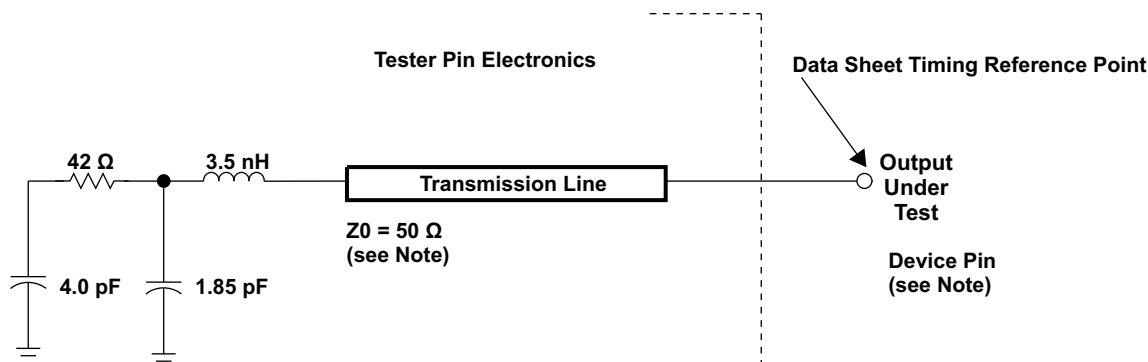 Tester Pin Electronics
Data Sheet Timing Reference Point
42 Ω
3.5 nH
Transmission Line
Output
Under
Test
Z0 = 50 Ω
(see Note)
Device Pin
(see Note)
4.0 pF
1.85 pF